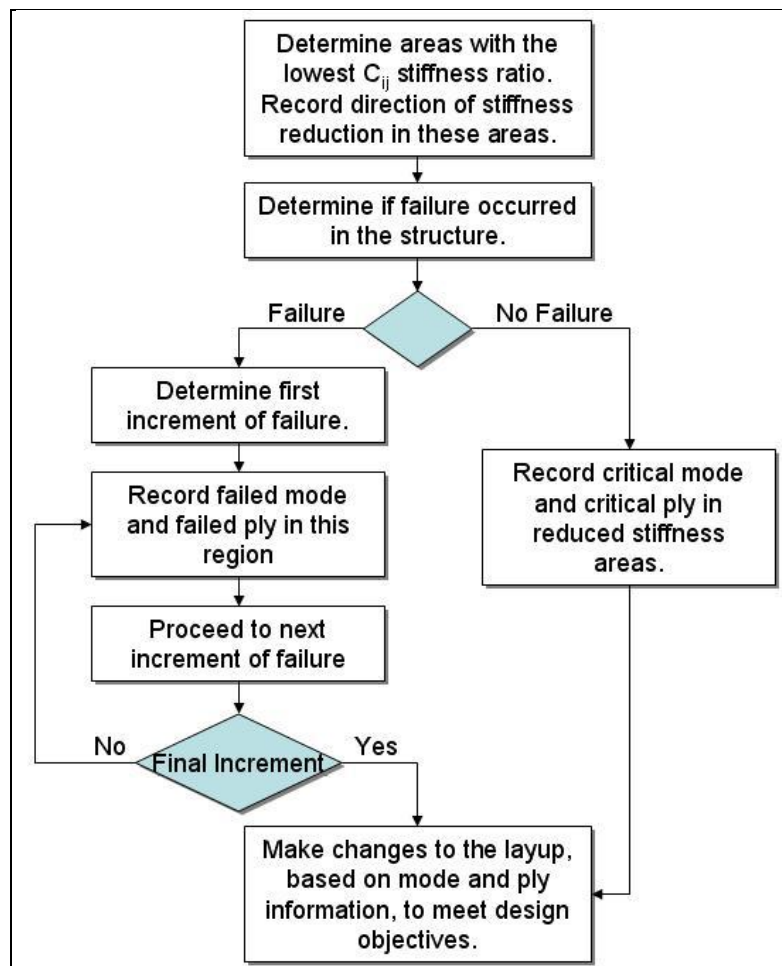 Determine areas with the
lowest Cij stiffness ratio.
Record direction of stiffness
reduction in these areas.
Determine if failure occurred
in the structure.
Failure
No Failure
Determine first
increment of failure.
Record failed mode
and failed ply in this
region
Record critical mode
and critical ply in
reduced stiffness
areas.
Proceed to next
increment of failure
No
Final Increment
Yes
Make changes to the layup,
based on mode and ply
information, to meet design
objectives.